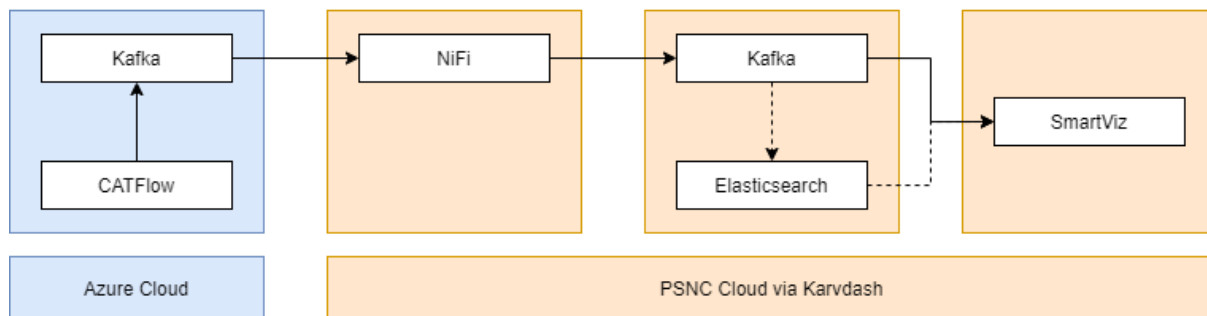 Kafka
NiFi
Kafka
SmartViz
CATFlow
Elasticsearch
Azure Cloud
PSNC Cloud via Karvdash